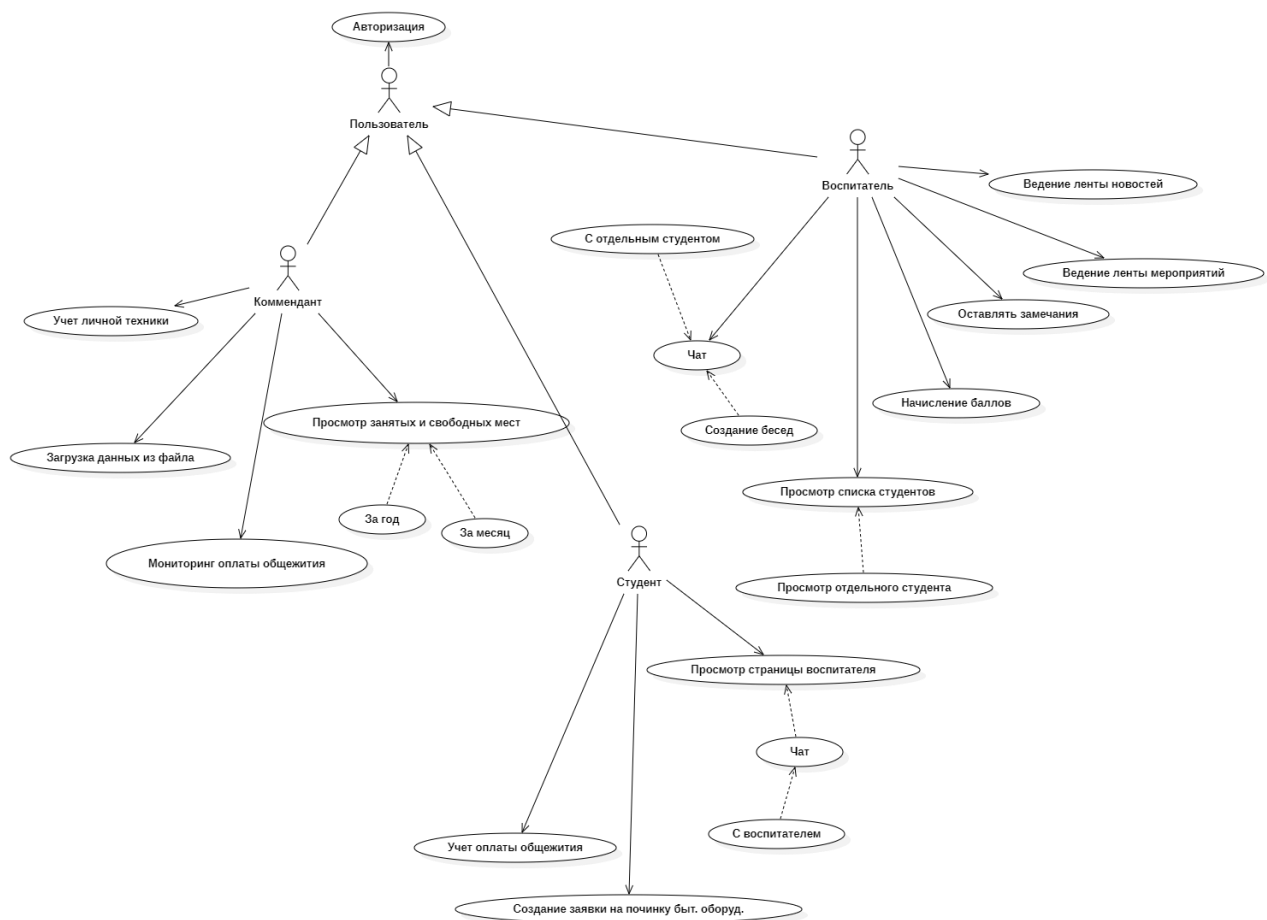 Авторизация
Пользователь
Воспитатель
Ведение ленты новостей
С отдельным студентом
Ведение ленты мероприятий
Коммендант
Учет личной техники
Оставлять замечания
Чат
Начисление баллов
Просмотр занятых и свободных мест
Создание бесед
Загрузка данных из файла
Просмотр списка студентов
За год
За месяц
Мониторинг оплаты общежития
Студент
Просмотр отдельного студента
Просмотр страницы воспитателя
Чат
С воспитателем
Учет оплаты общежития
Создание заявки на починку быт. оборуд.